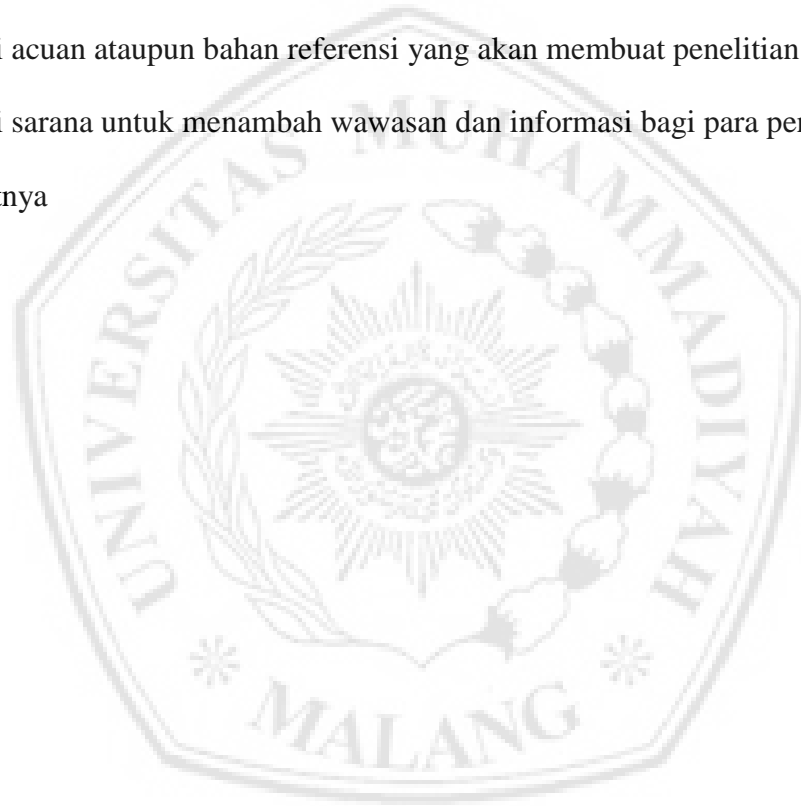 i acuan ataupun bahan referensi yang akan membuat penelitian
i sarana untuk menambah wawasan dan informasi bagi para per
tnya
UNIVERSITAS MUHAMMADIYAH
MALANG